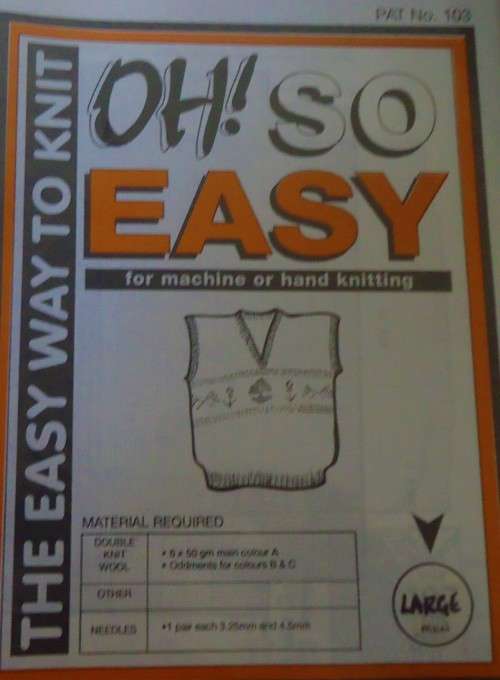 PAT No. 103
THE EASY WAY TO KNIT
OH! SO
EASY
for machine or hand knitting
MATERIAL REQUIRED
DOUBLE KNIT WOOL
• 6 x 50 gm main colour A
• Oddments for colours B & C
OTHER
NEEDLES
•1 pair each 3.25mm and 4.5mm
LARGE